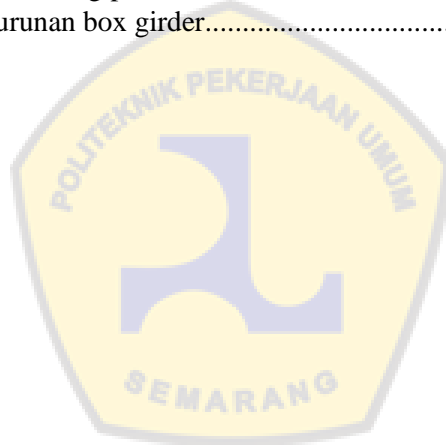 urunan box girder....................................
POLITEKNIK PEKERJAAN UMUM
SEMARANG